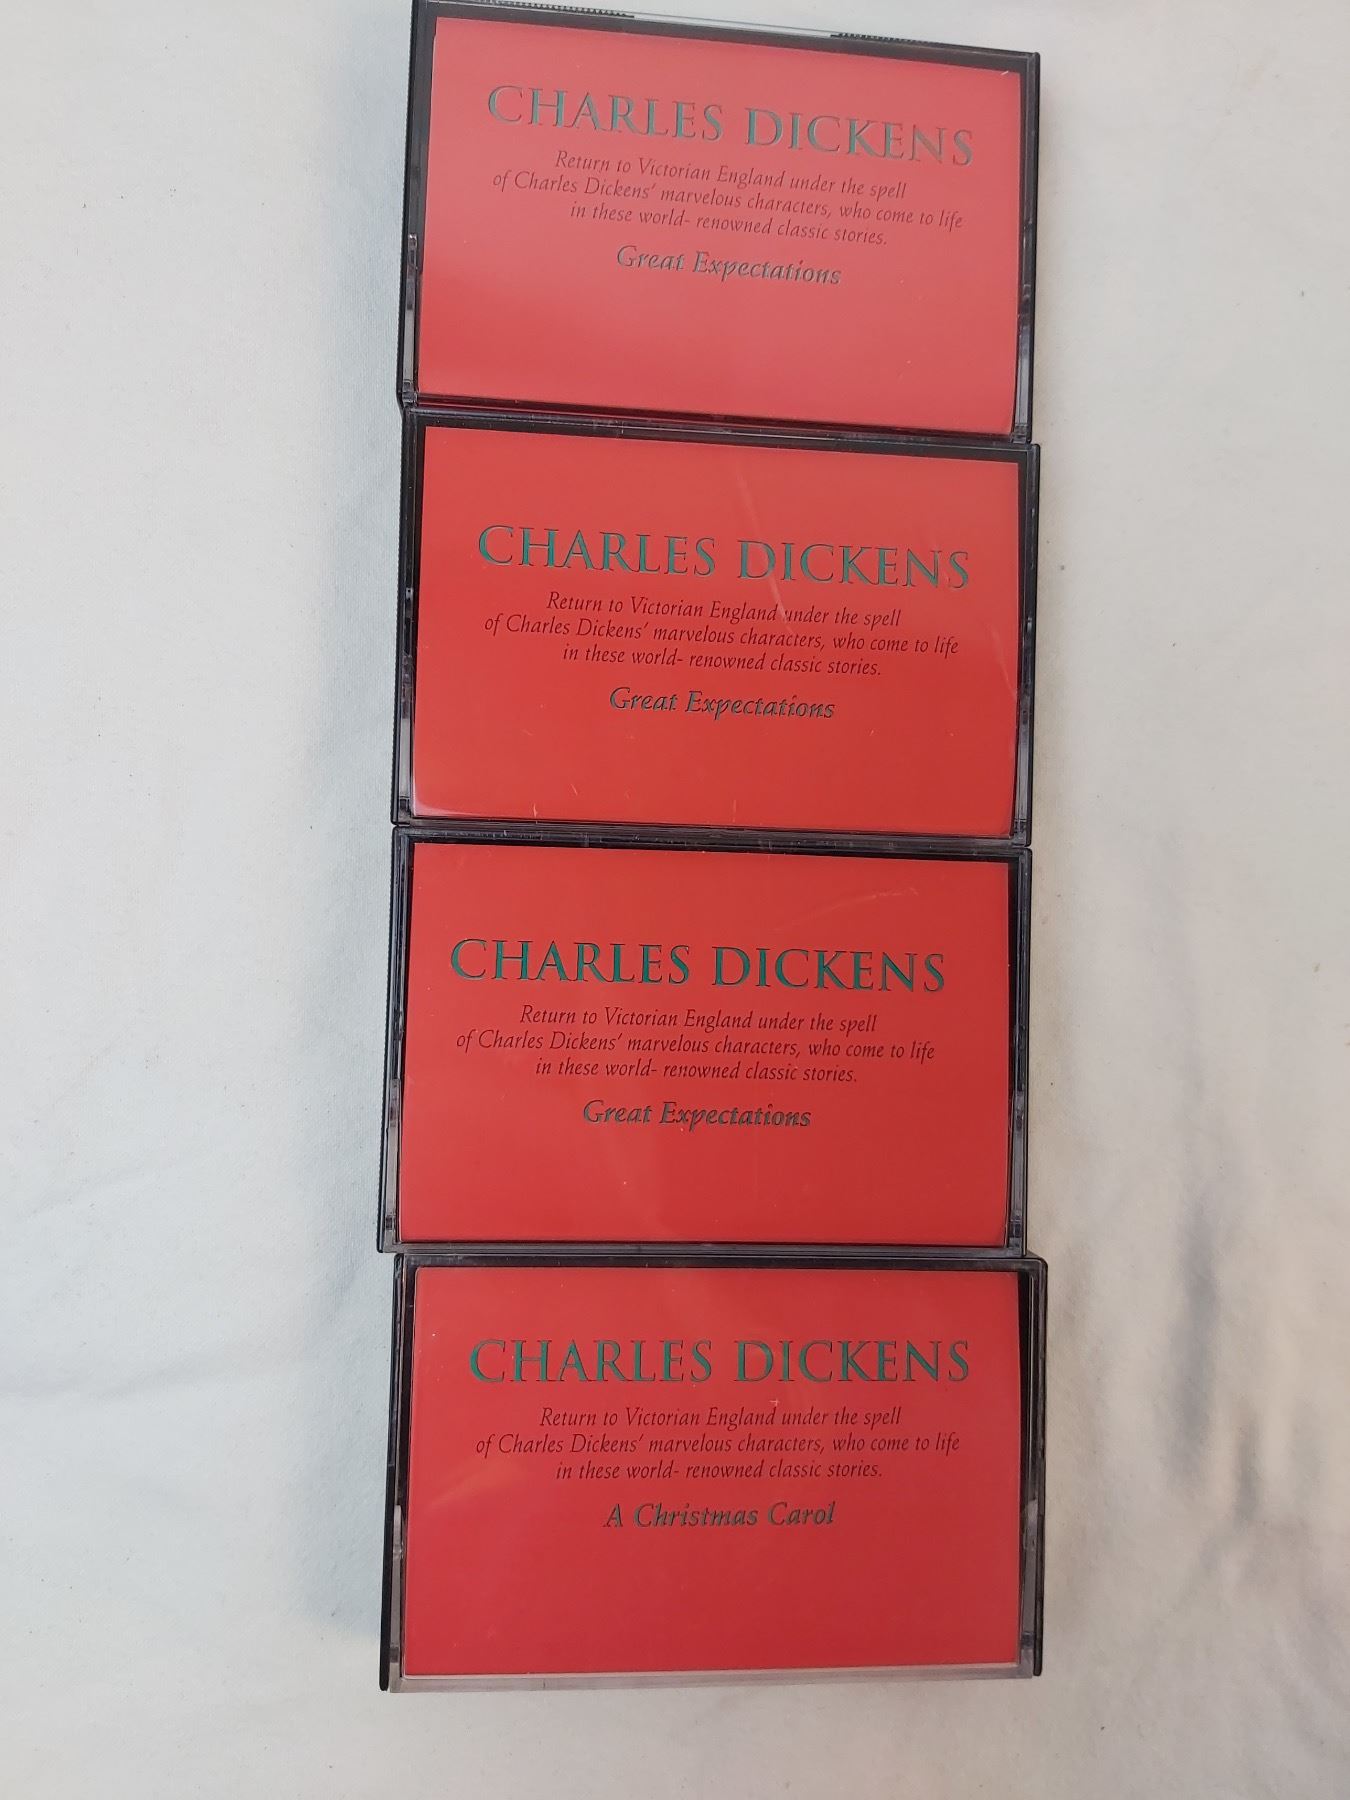 CHARLES DICKENS
Return to Victorian England under the spell
of Charles Dickens' marvelous characters, who come to life
in these world- renowned classic stories.
Great Expectations
CHARLES DICKENS
Return to Victorian England under the spell
of Charles Dickens' marvelous characters, who come to life
in these world- renowned classic stories.
Great Expectations
CHARLES DICKENS
Return to Victorian England under the spell
of Charles Dickens' marvelous characters, who come to life
in these world- renowned classic stories.
Great Expectations
CHARLES DICKENS
Return to Victorian England under the spell
of Charles Dickens' marvelous characters, who come to life
in these world- renowned classic stories.
A Christmas Carol